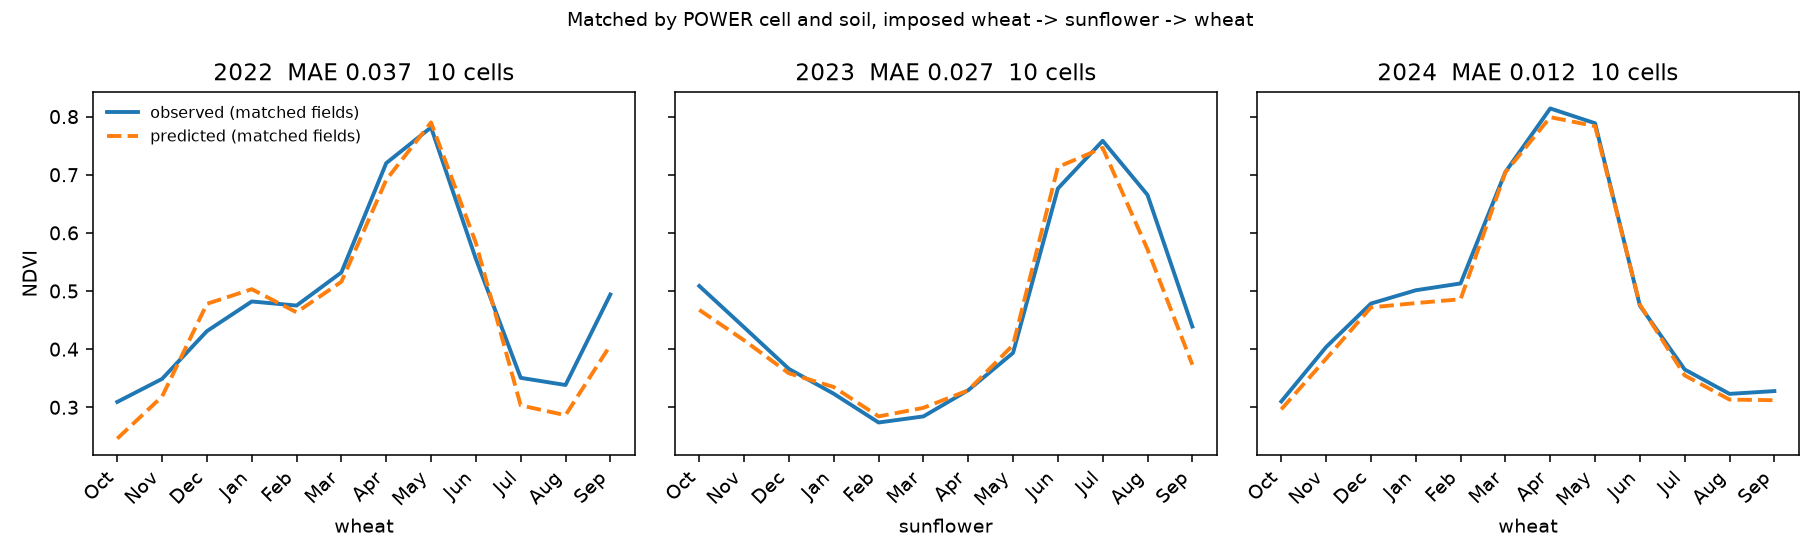 Matched by POWER cell and soil, imposed wheat -> sunflower -> wheat
2022  MAE 0.037  10 cells
2023  MAE 0.027  10 cells
2024  MAE 0.012  10 cells
observed (matched fields)
predicted (matched fields)
NDVI
0.8
0.7
0.6
0.5
0.4
0.3
Oct Nov Dec Jan Feb Mar Apr May Jun Jul Aug Sep
Oct Nov Dec Jan Feb Mar Apr May Jun Jul Aug Sep
Oct Nov Dec Jan Feb Mar Apr May Jun Jul Aug Sep
wheat
sunflower
wheat